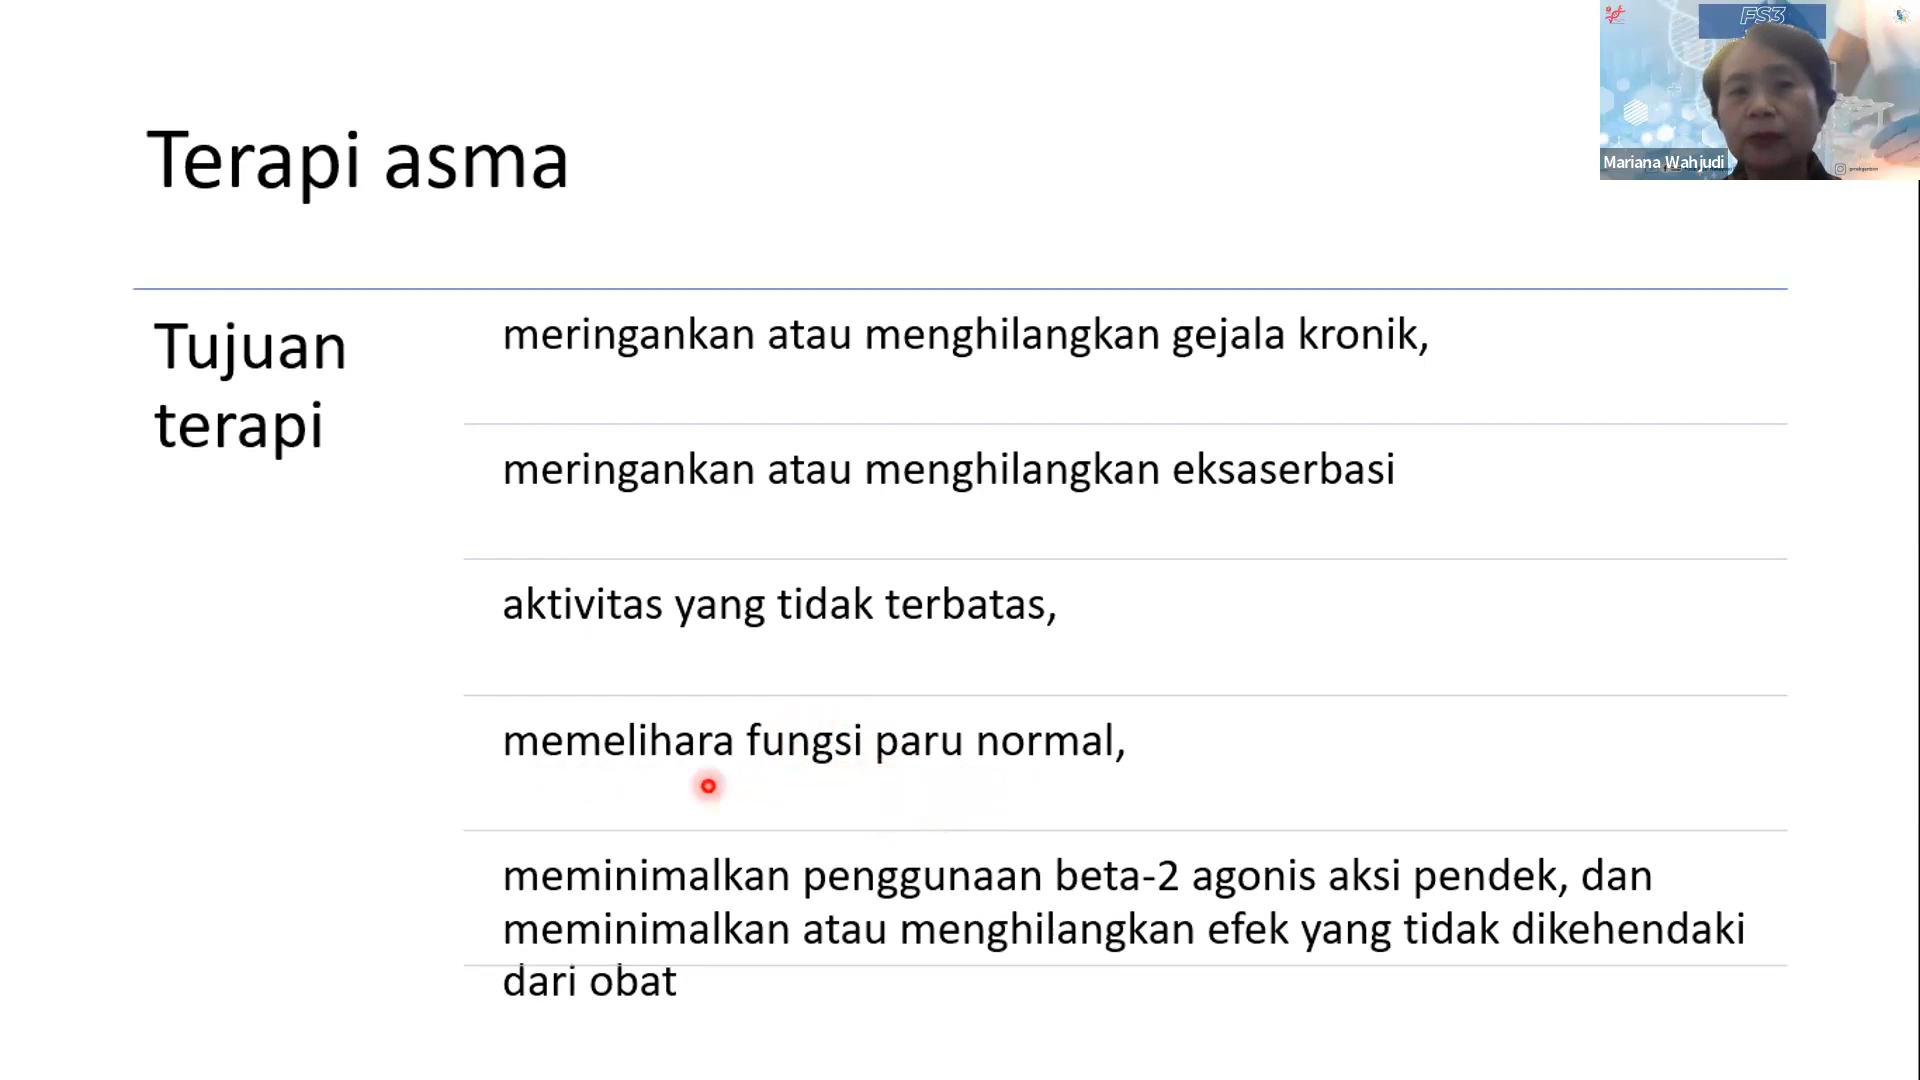 FS3
Mariana Wahjudi
Terapi asma
Tujuan
terapi
meringankan atau menghilangkan gejala kronik,
meringankan atau menghilangkan eksaserbasi
aktivitas yang tidak terbatas,
memelihara fungsi paru normal,
meminimalkan penggunaan beta-2 agonis aksi pendek, dan
meminimalkan atau menghilangkan efek yang tidak dikehendaki
dari obat